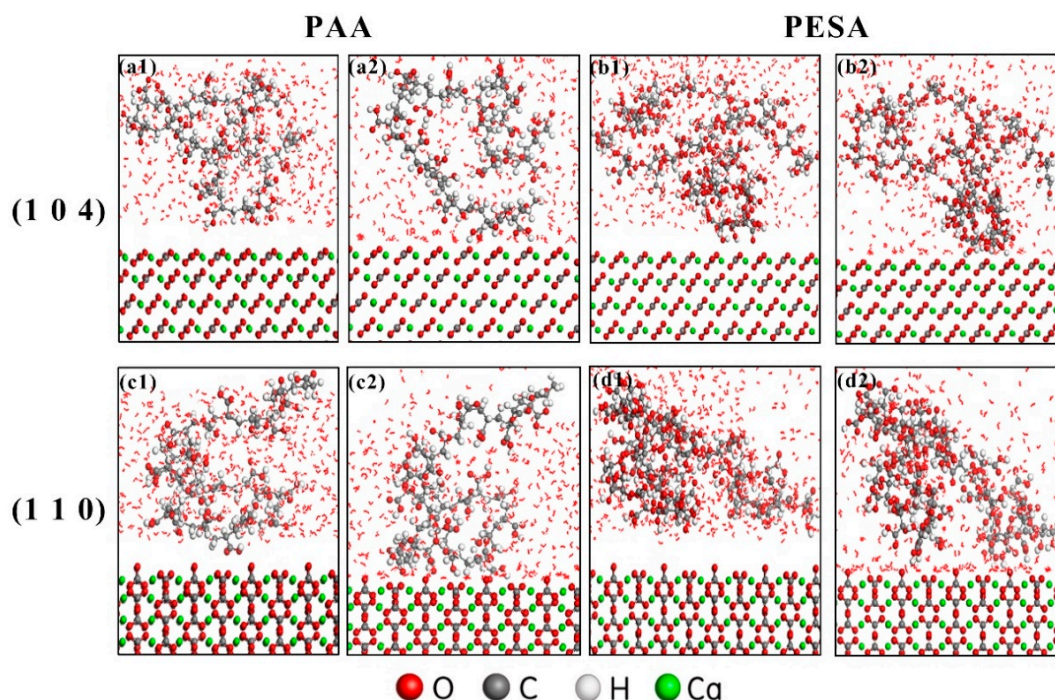 PAA PESA
(a1) (a2) (b1) (b2)
(1 0 4)
(c1) (c2) (d1) (d2)
(1 1 0)
O C H Ca